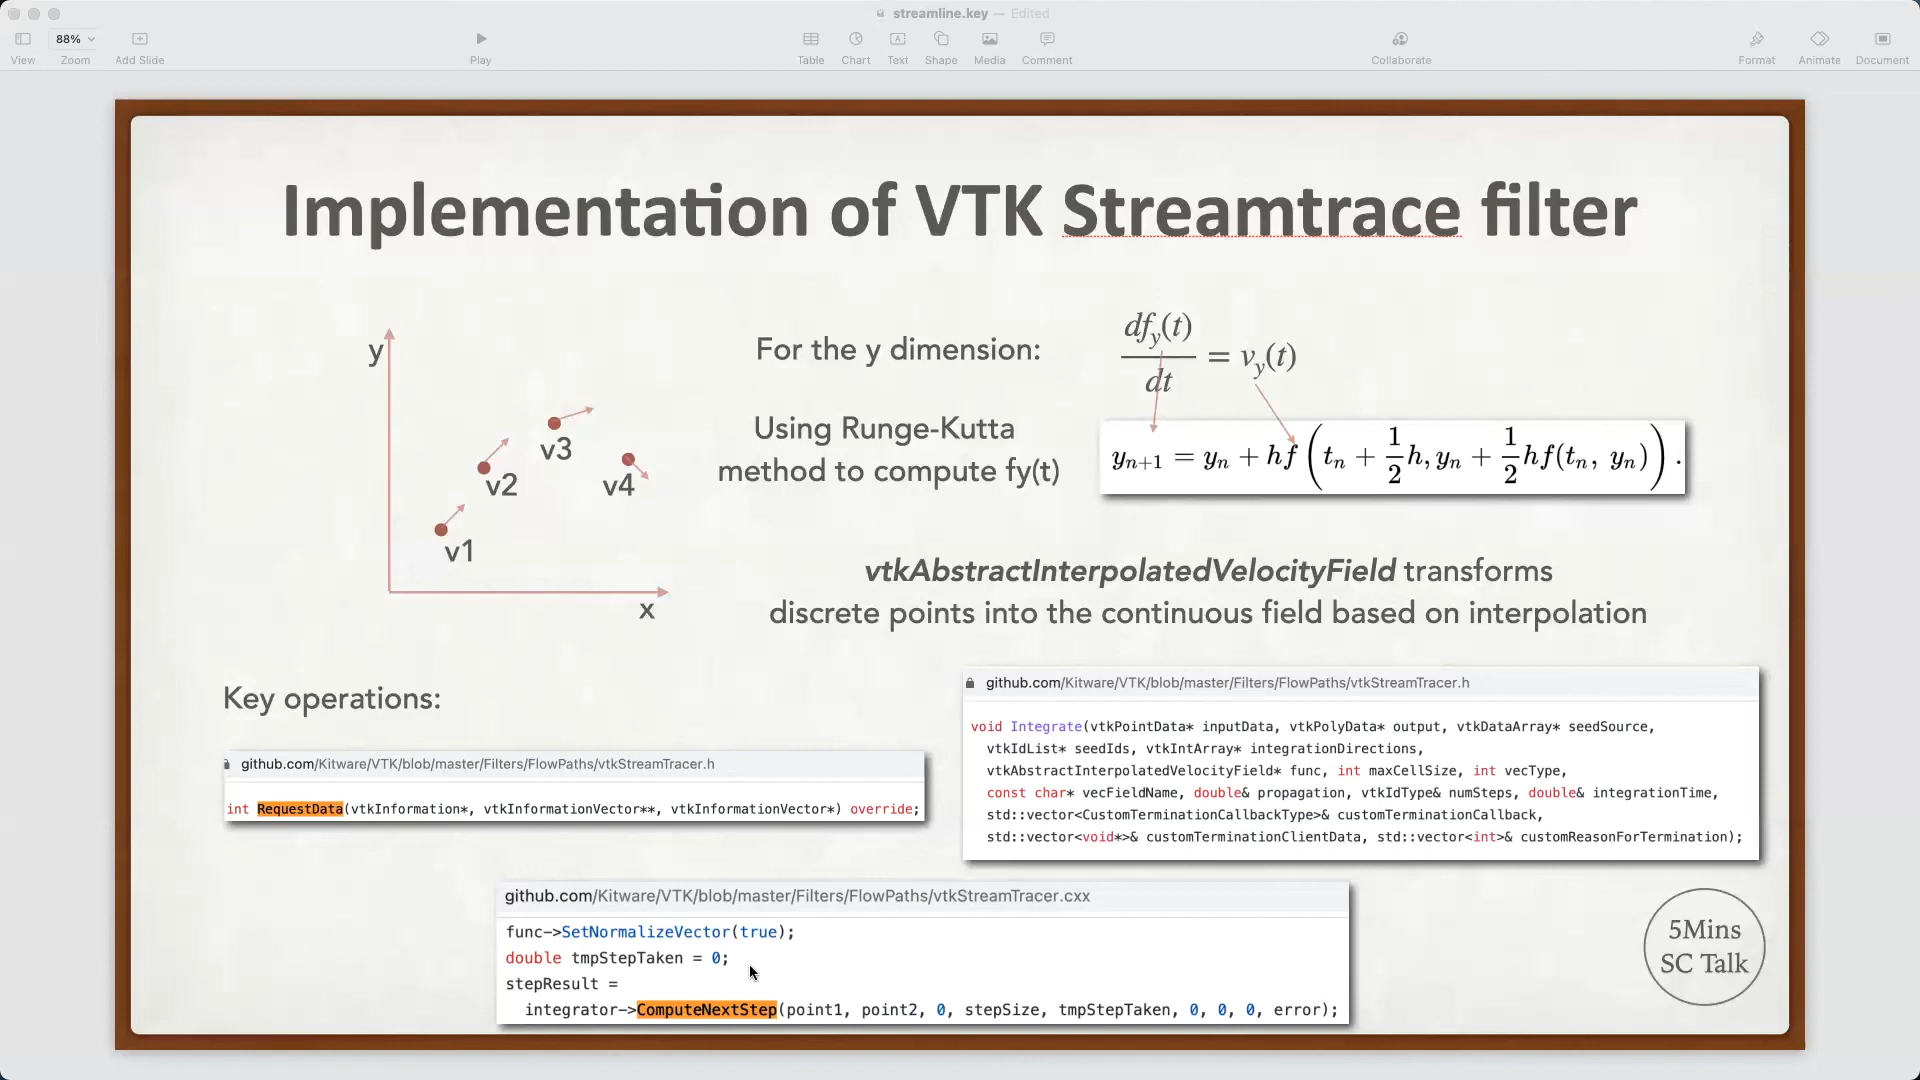 streamline.key — Edited
88%
View
Zoom
Add Slide
Play
Table
Chart
Text
Shape
Media
Comment
Collaborate
Format
Animate
Document
Implementation of VTK Streamtrace filter
y
v3
v2
v4
v1
x
For the y dimension:
df_y(t)/dt = v_y(t)
Using Runge-Kutta
method to compute fy(t)
y_{n+1} = y_n + hf(t_n + 1/2 h, y_n + 1/2 hf(t_n, y_n)).
vtkAbstractInterpolatedVelocityField transforms
discrete points into the continuous field based on interpolation
Key operations:
github.com/Kitware/VTK/blob/master/Filters/FlowPaths/vtkStreamTracer.h
int RequestData(vtkInformation*, vtkInformationVector**, vtkInformationVector*) override;
github.com/Kitware/VTK/blob/master/Filters/FlowPaths/vtkStreamTracer.h
void Integrate(vtkPointData* inputData, vtkPolyData* output, vtkDataArray* seedSource,
vtkIdList* seedIds, vtkIntArray* integrationDirections,
vtkAbstractInterpolatedVelocityField* func, int maxCellSize, int vecType,
const char* vecFieldName, double& propagation, vtkIdType& numSteps, double& integrationTime,
std::vector<CustomTerminationCallbackType>& customTerminationCallback,
std::vector<void*>& customTerminationClientData, std::vector<int>& customReasonForTermination);
github.com/Kitware/VTK/blob/master/Filters/FlowPaths/vtkStreamTracer.cxx
func->SetNormalizeVector(true);
double tmpStepTaken = 0;
stepResult =
integrator->ComputeNextStep(point1, point2, 0, stepSize, tmpStepTaken, 0, 0, 0, error);
5Mins
SC Talk